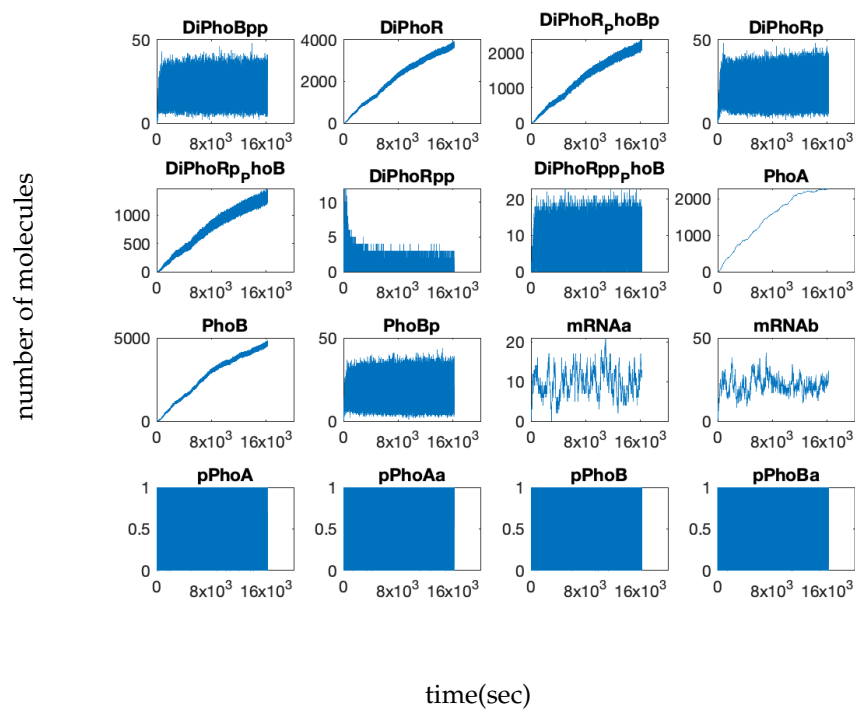 number of molecules
DiPhoBpp DiPhoR DiPhoR_PhoBp DiPhoRp
50 4000 2000 50
2000 1000
0 0 0 0
0 8x10³ 16x10³ 0 8x10³ 16x10³ 0 8x10³ 16x10³ 0 8x10³ 16x10³
DiPhoRp_PhoB DiPhoRpp DiPhoRpp_PhoB PhoA
1000 10 20 2000
500 5 10 1000
0 0 0 0
0 8x10³ 16x10³ 0 8x10³ 16x10³ 0 8x10³ 16x10³ 0 8x10³ 16x10³
PhoB PhoBp mRNAa mRNAb
5000 50 20 50
10
0 0 0 0
0 8x10³ 16x10³ 0 8x10³ 16x10³ 0 8x10³ 16x10³ 0 8x10³ 16x10³
pPhoA pPhoAa pPhoB pPhoBa
1 1 1 1
0.5 0.5 0.5 0.5
0 0 0 0
0 8x10³ 16x10³ 0 8x10³ 16x10³ 0 8x10³ 16x10³ 0 8x10³ 16x10³
time(sec)